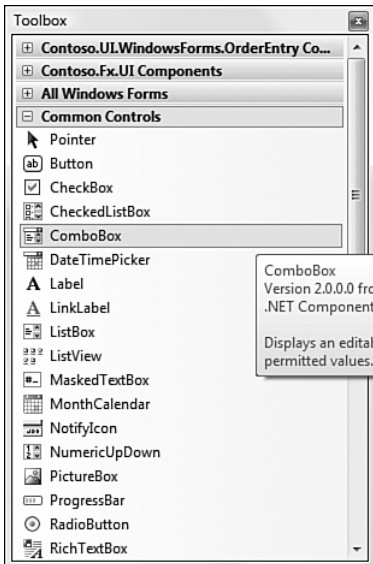 Toolbox
Contoso.UI.WindowsForms.OrderEntry Co...
Contoso.Fx.UI Components
All Windows Forms
Common Controls
Pointer
Button
CheckBox
CheckedListBox
ComboBox
DateTimePicker
Label
LinkLabel
ListBox
ListView
MaskedTextBox
MonthCalendar
NotifyIcon
NumericUpDown
PictureBox
ProgressBar
RadioButton
RichTextBox
ComboBox
Version 2.0.0.0
.NET Component
Displays an
permitted values.